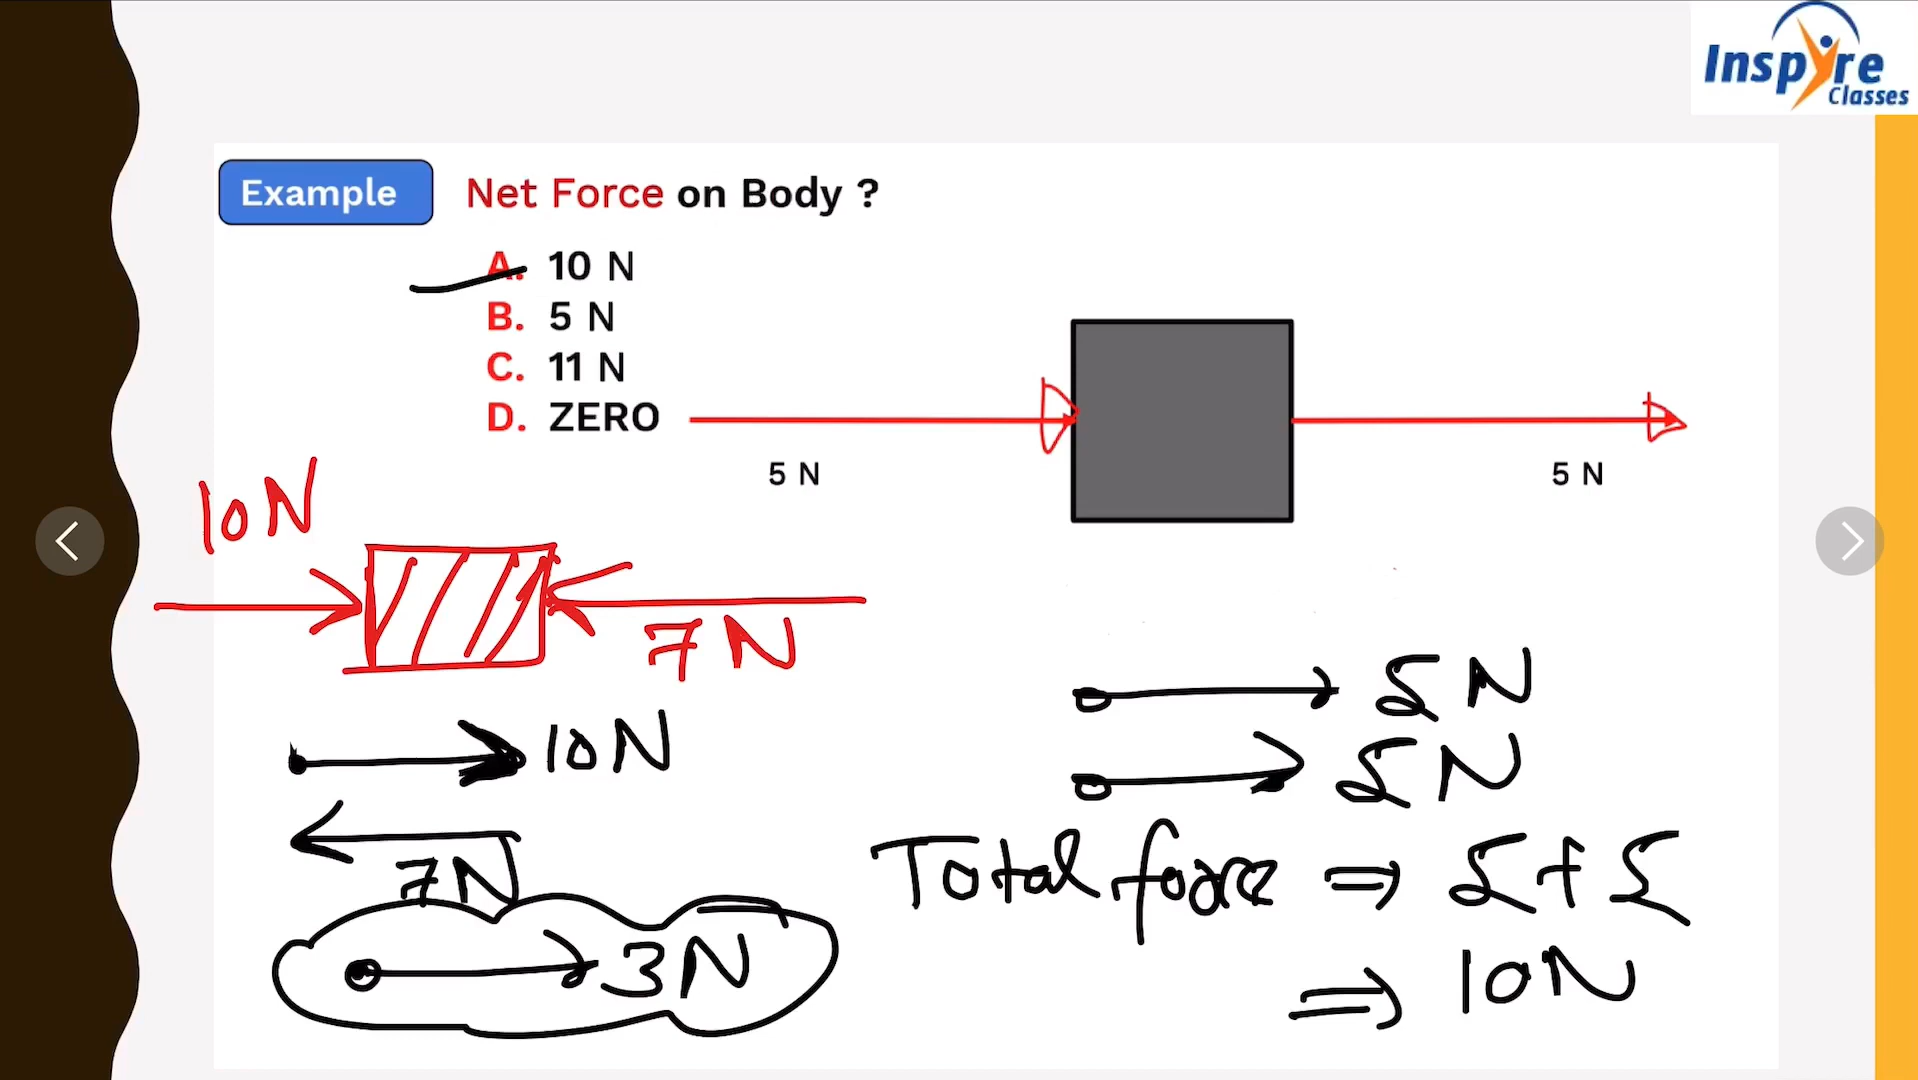 Inspyre
Classes
Example
Net Force on Body ?
A. 10 N
B. 5 N
C. 11 N
D. ZERO
5 N
5 N
10N
7N
10N
7N
3N
5N
5N
Total force ⇒ 5+5
⇒ 10N